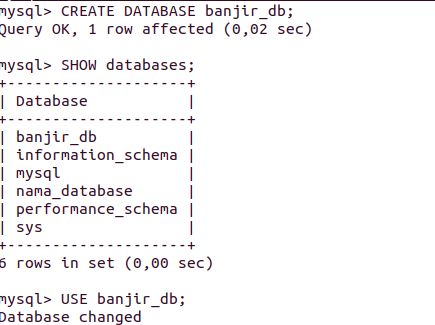 mysql> CREATE DATABASE banjir_db;
Query OK, 1 row affected (0,02 sec)
mysql> SHOW databases;
+--------------------+
| Database           |
+--------------------+
| banjir_db          |
| information_schema |
| mysql              |
| nama_database      |
| performance_schema |
| sys                |
+--------------------+
6 rows in set (0,00 sec)
mysql> USE banjir_db;
Database changed